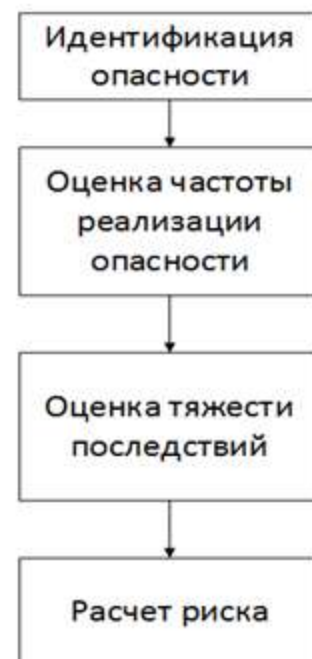 Идентификация
опасности
Оценка частоты
реализации
опасности
Оценка тяжести
последствий
Расчет риска